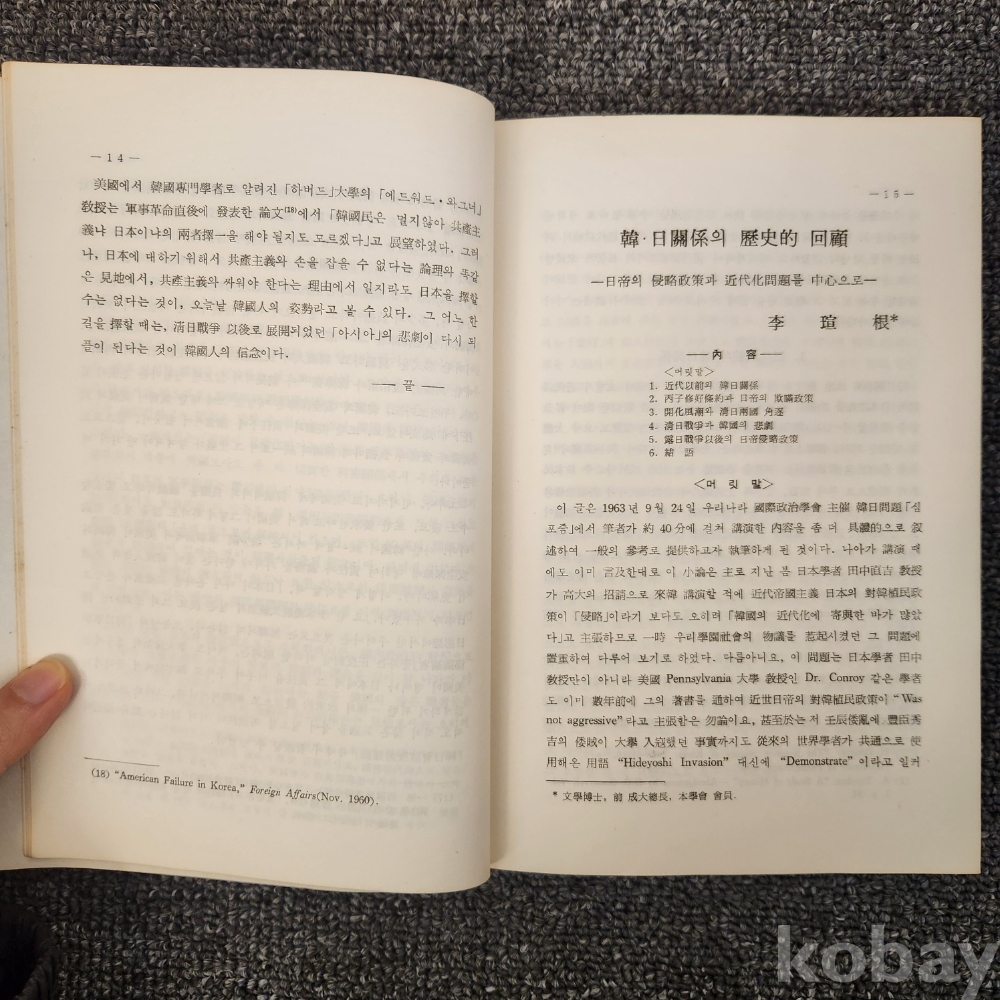 — 14 —
美國에서 韓國專門學者로 알려진 「하버드」大學의 「에드워드·와그너」
敎授는 軍事革命直後에 發表한 論文(18)에서 「韓國民은 멀지않아 共產主
義냐 日本이냐의 兩者擇一을 해야 될지도 모르겠다」고 展望하였다. 그러
나, 日本에 대하기 위해서 共產主義와 손을 잡을 수 없다는 論理와 똑같
은 見地에서, 共產主義와 싸워야 한다는 理由에서 일지라도 日本을 擇할
수는 없다는 것이, 오늘날 韓國人의 姿勢라고 볼 수 있다. 그 어느 한
길을 擇할 때는, 淸日戰爭 以後로 展開되었던 「아시아」의 悲劇이 다시 되
풀이 된다는 것이 韓國人의 信念이다.
— 끝 —
(18) “American Failure in Korea,” Foreign Affairs(Nov. 1960).
— 15 —
韓·日關係의 歷史的 回顧
—日帝의 侵略政策과 近代化問題를 中心으로—
李 瑄 根*
— 內 容 —
<머릿말>
1. 近代以前의 韓日關係
2. 丙子修好條約과 日帝의 欺瞞政策
3. 開化風潮와 淸日兩國 角逐
4. 淸日戰爭과 韓國의 悲劇
5. 露日戰爭以後의 日帝侵略政策
6. 結 語
<머 릿 말>
이 글은 1963년 9월 24일 우리나라 國際政治學會 主催 韓日問題「심
포즘」에서 筆者가 約 40분에 걸쳐 講演한 內容을 좀 더 具體的으로 敍
述하여 一般의 參考로 提供하고자 執筆하게 된 것이다. 나아가 講演 때
에도 이미 言及한대로 이 小論은 主로 지난 봄 日本學者 田中直吉 敎授
가 高大의 招請으로 來韓 講演할 적에 近代帝國主義 日本의 對韓植民政
策이 「侵略」이라기 보다도 오히려 「韓國의 近代化에 寄與한 바가 많았
다」고 主張하므로 一時 우리學園社會의 物議를 惹起시켰던 그 問題에
置重하여 다루어 보기로 하였다. 다름아니요, 이 問題는 日本學者 田中
敎授만이 아니라 美國 Pennsylvania 大學 敎授인 Dr. Conroy 같은 學者
도 이미 數年前에 그의 著書를 通하여 近世日帝의 對韓植民政策이 “Was
not aggressive”라고 主張함은 勿論이요, 甚至於는 저 壬辰倭亂에 豐臣秀
吉의 倭賊이 大擧 入寇했던 事實까지도 從來의 世界學者가 共通으로 使
用해온 用語 “Hideyoshi Invasion” 대신에 “Demonstrate”이라고 일커
* 文學博士, 前 成大總長, 本學會 會員.
kobay